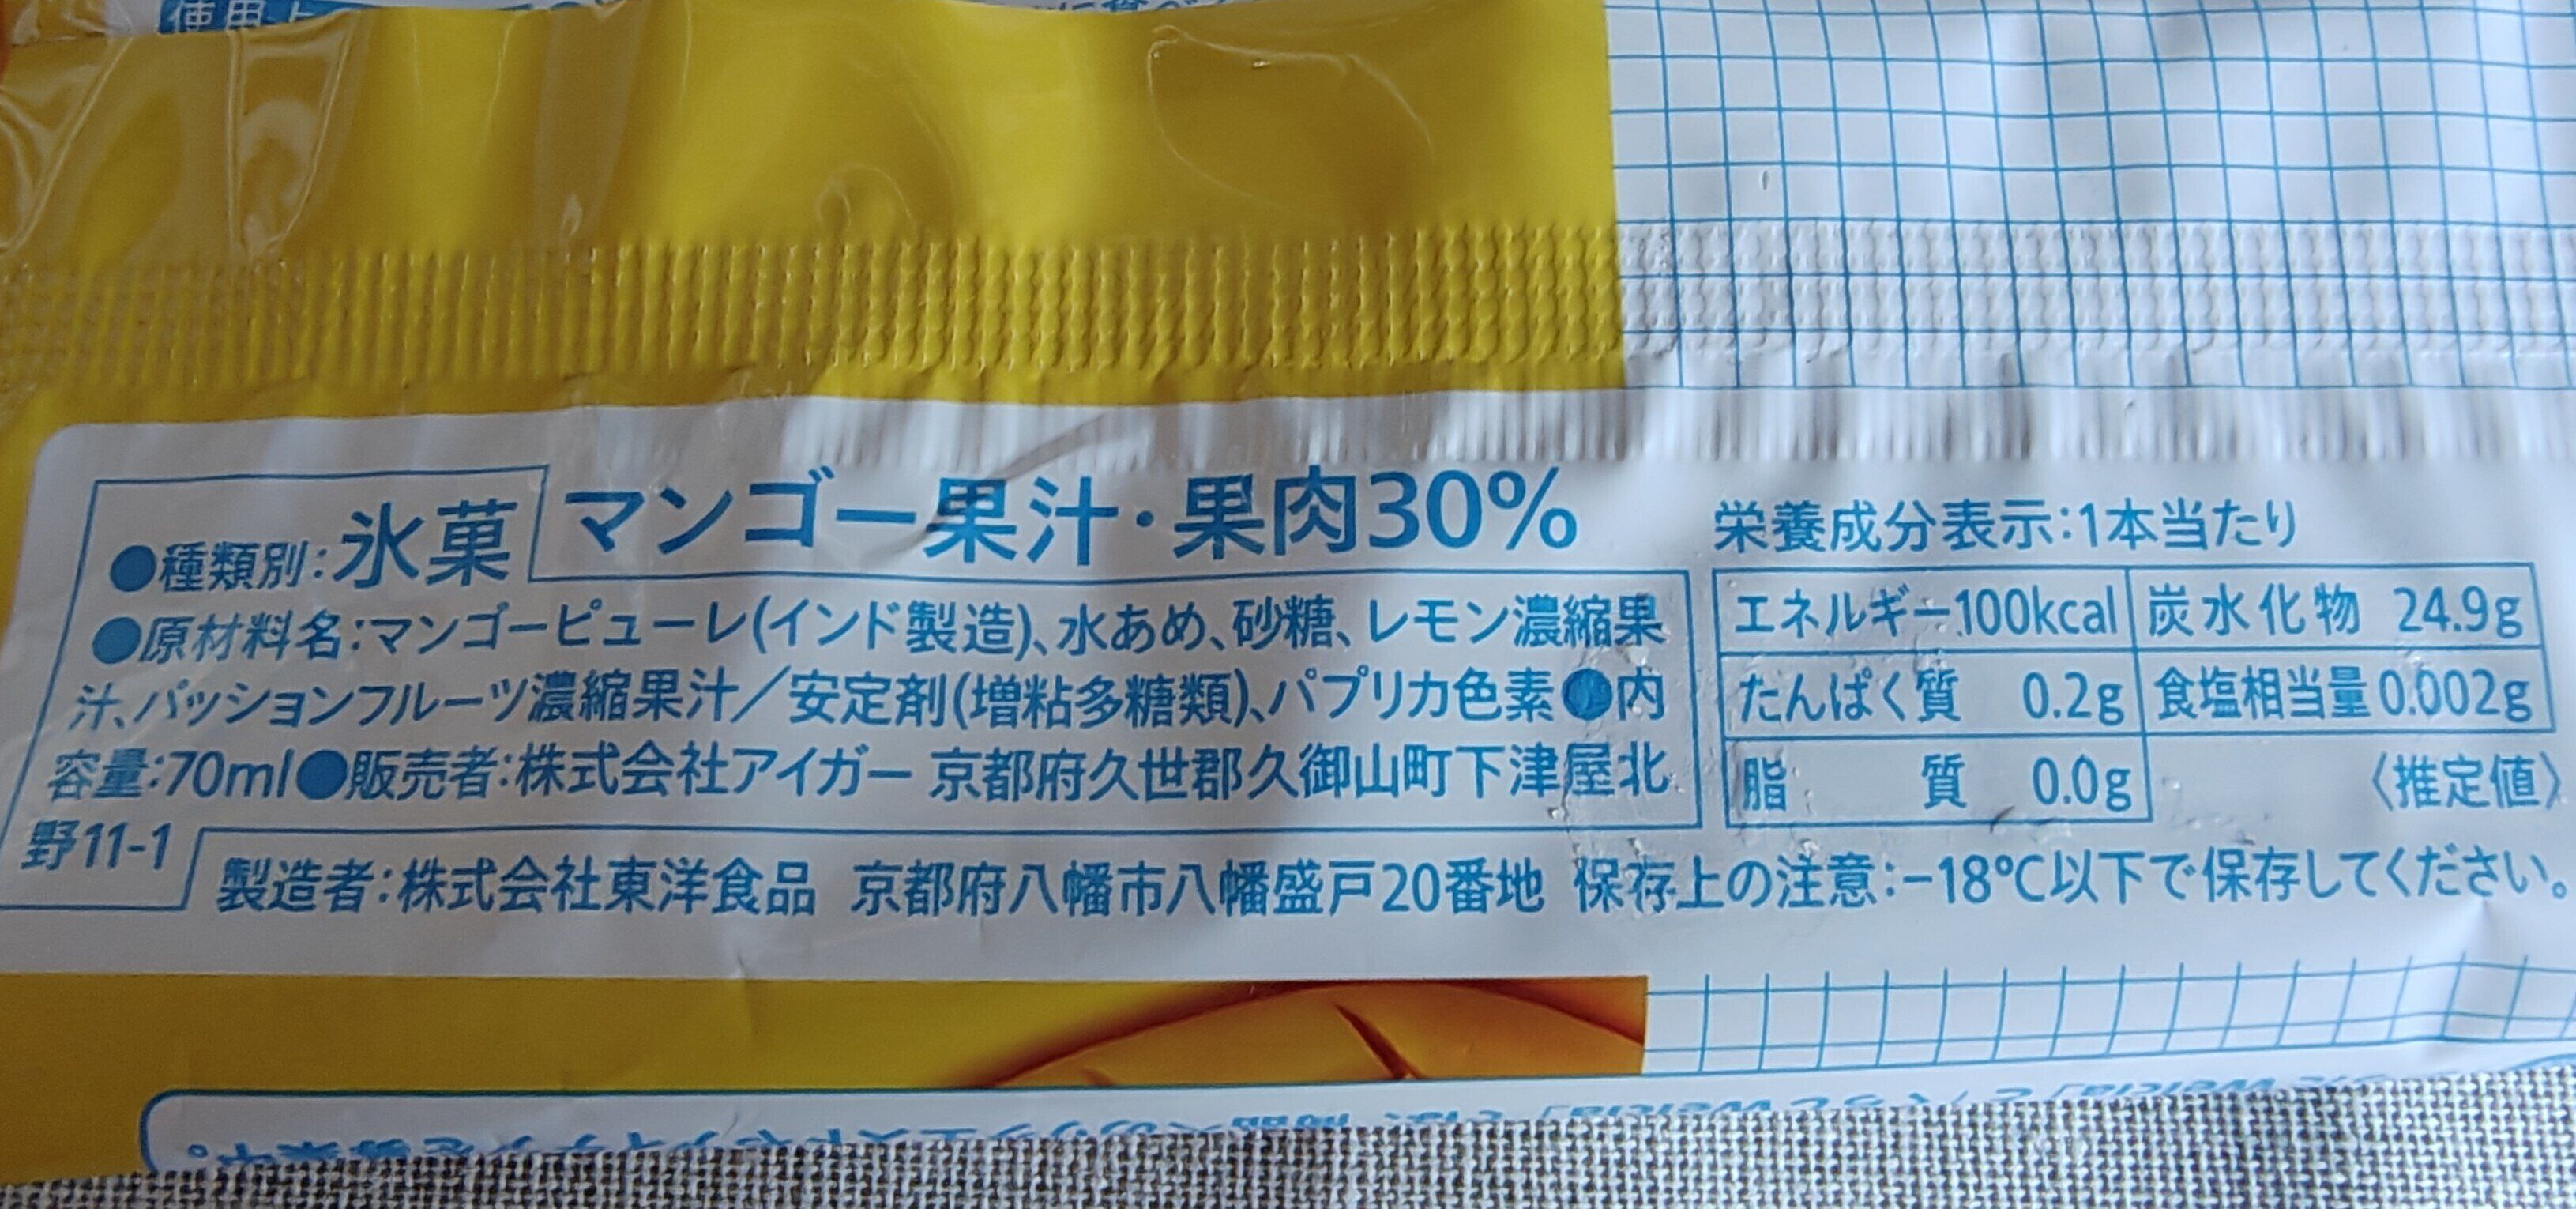 使用
●種類別:氷菓 マンゴー果汁・果肉30%
●原材料名:マンゴーピューレ(インド製造)、水あめ、砂糖、レモン濃縮果
汁、パッションフルーツ濃縮果汁/安定剤(増粘多糖類)、パプリカ色素●内
容量:70ml●販売者:株式会社アイガー 京都府久世郡久御山町下津屋北
野11-1
製造者:株式会社東洋食品 京都府八幡市八幡盛戸20番地 保存上の注意:-18℃以下で保存してください。
栄養成分表示:1本当たり
エネルギー100kcal 炭水化物 24.9g
たんぱく質 0.2g 食塩相当量0.002g
脂質 0.0g 〈推定値〉